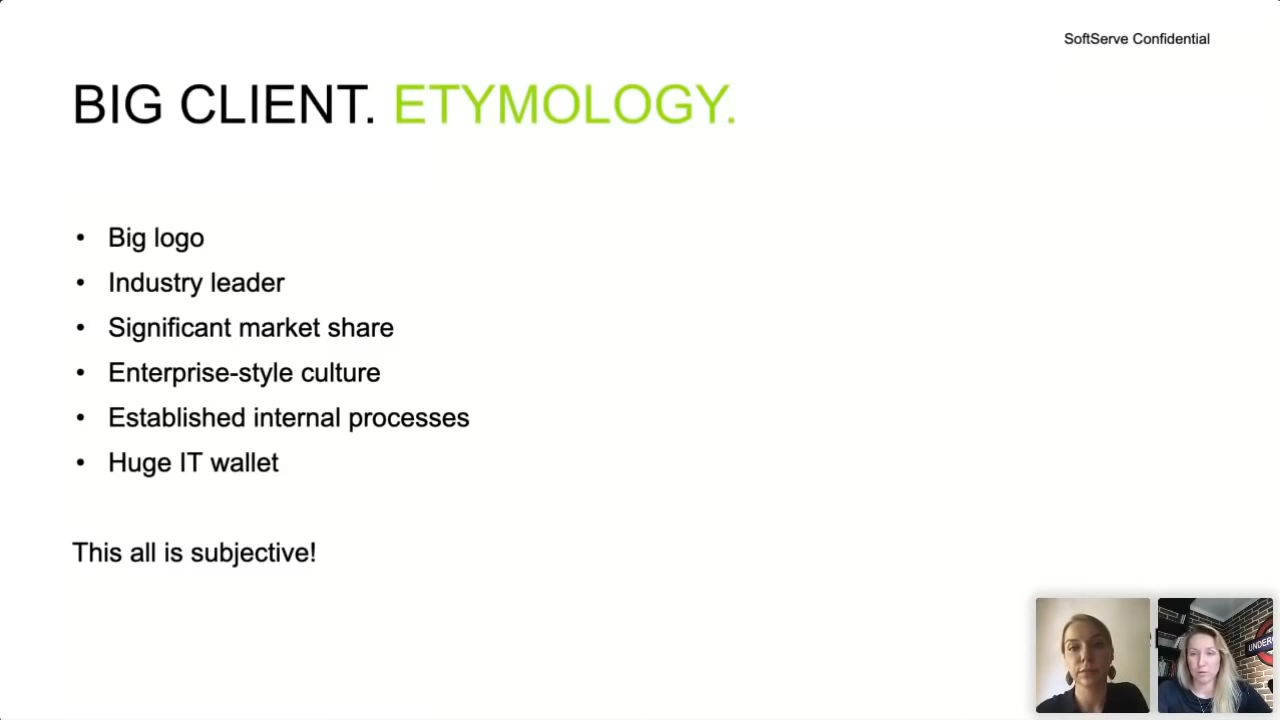 SoftServe Confidential
BIG CLIENT. ETYMOLOGY.
• Big logo
• Industry leader
• Significant market share
• Enterprise-style culture
• Established internal processes
• Huge IT wallet
This all is subjective!